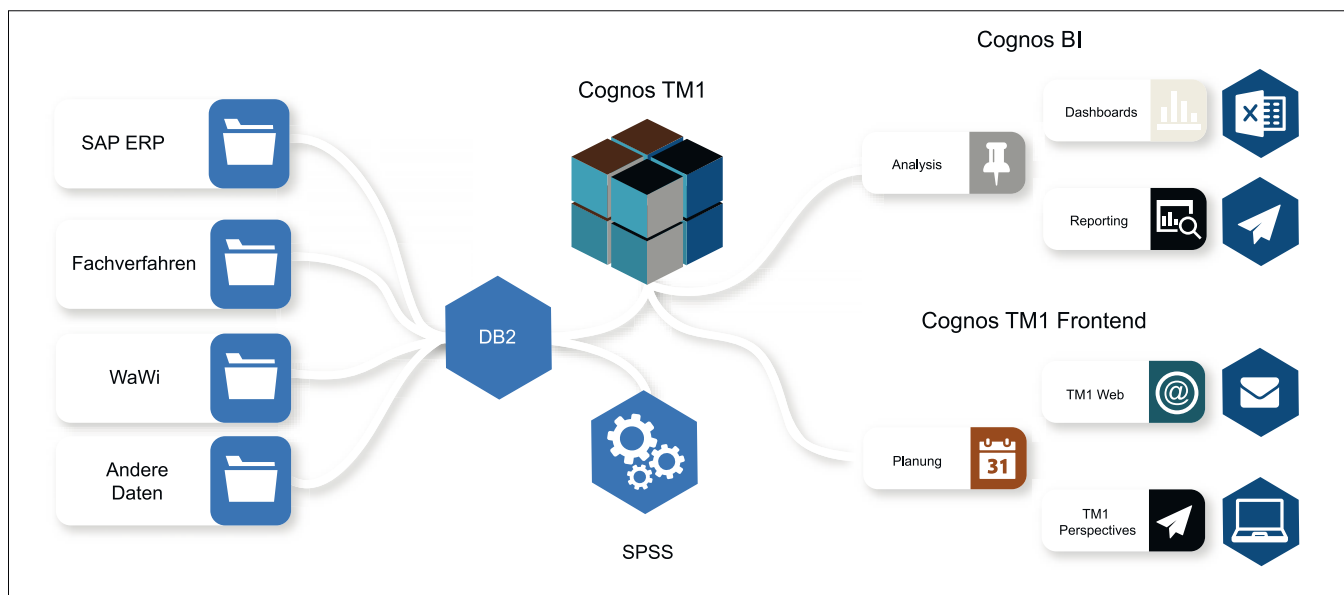 Cognos BI
Cognos TM1
SAP ERP
Fachverfahren
WaWi
Andere
Daten
DB2
SPSS
Analysis
Dashboards
Reporting
Cognos TM1 Frontend
Planung
31
TM1 Web
@
TM1
Perspectives
X